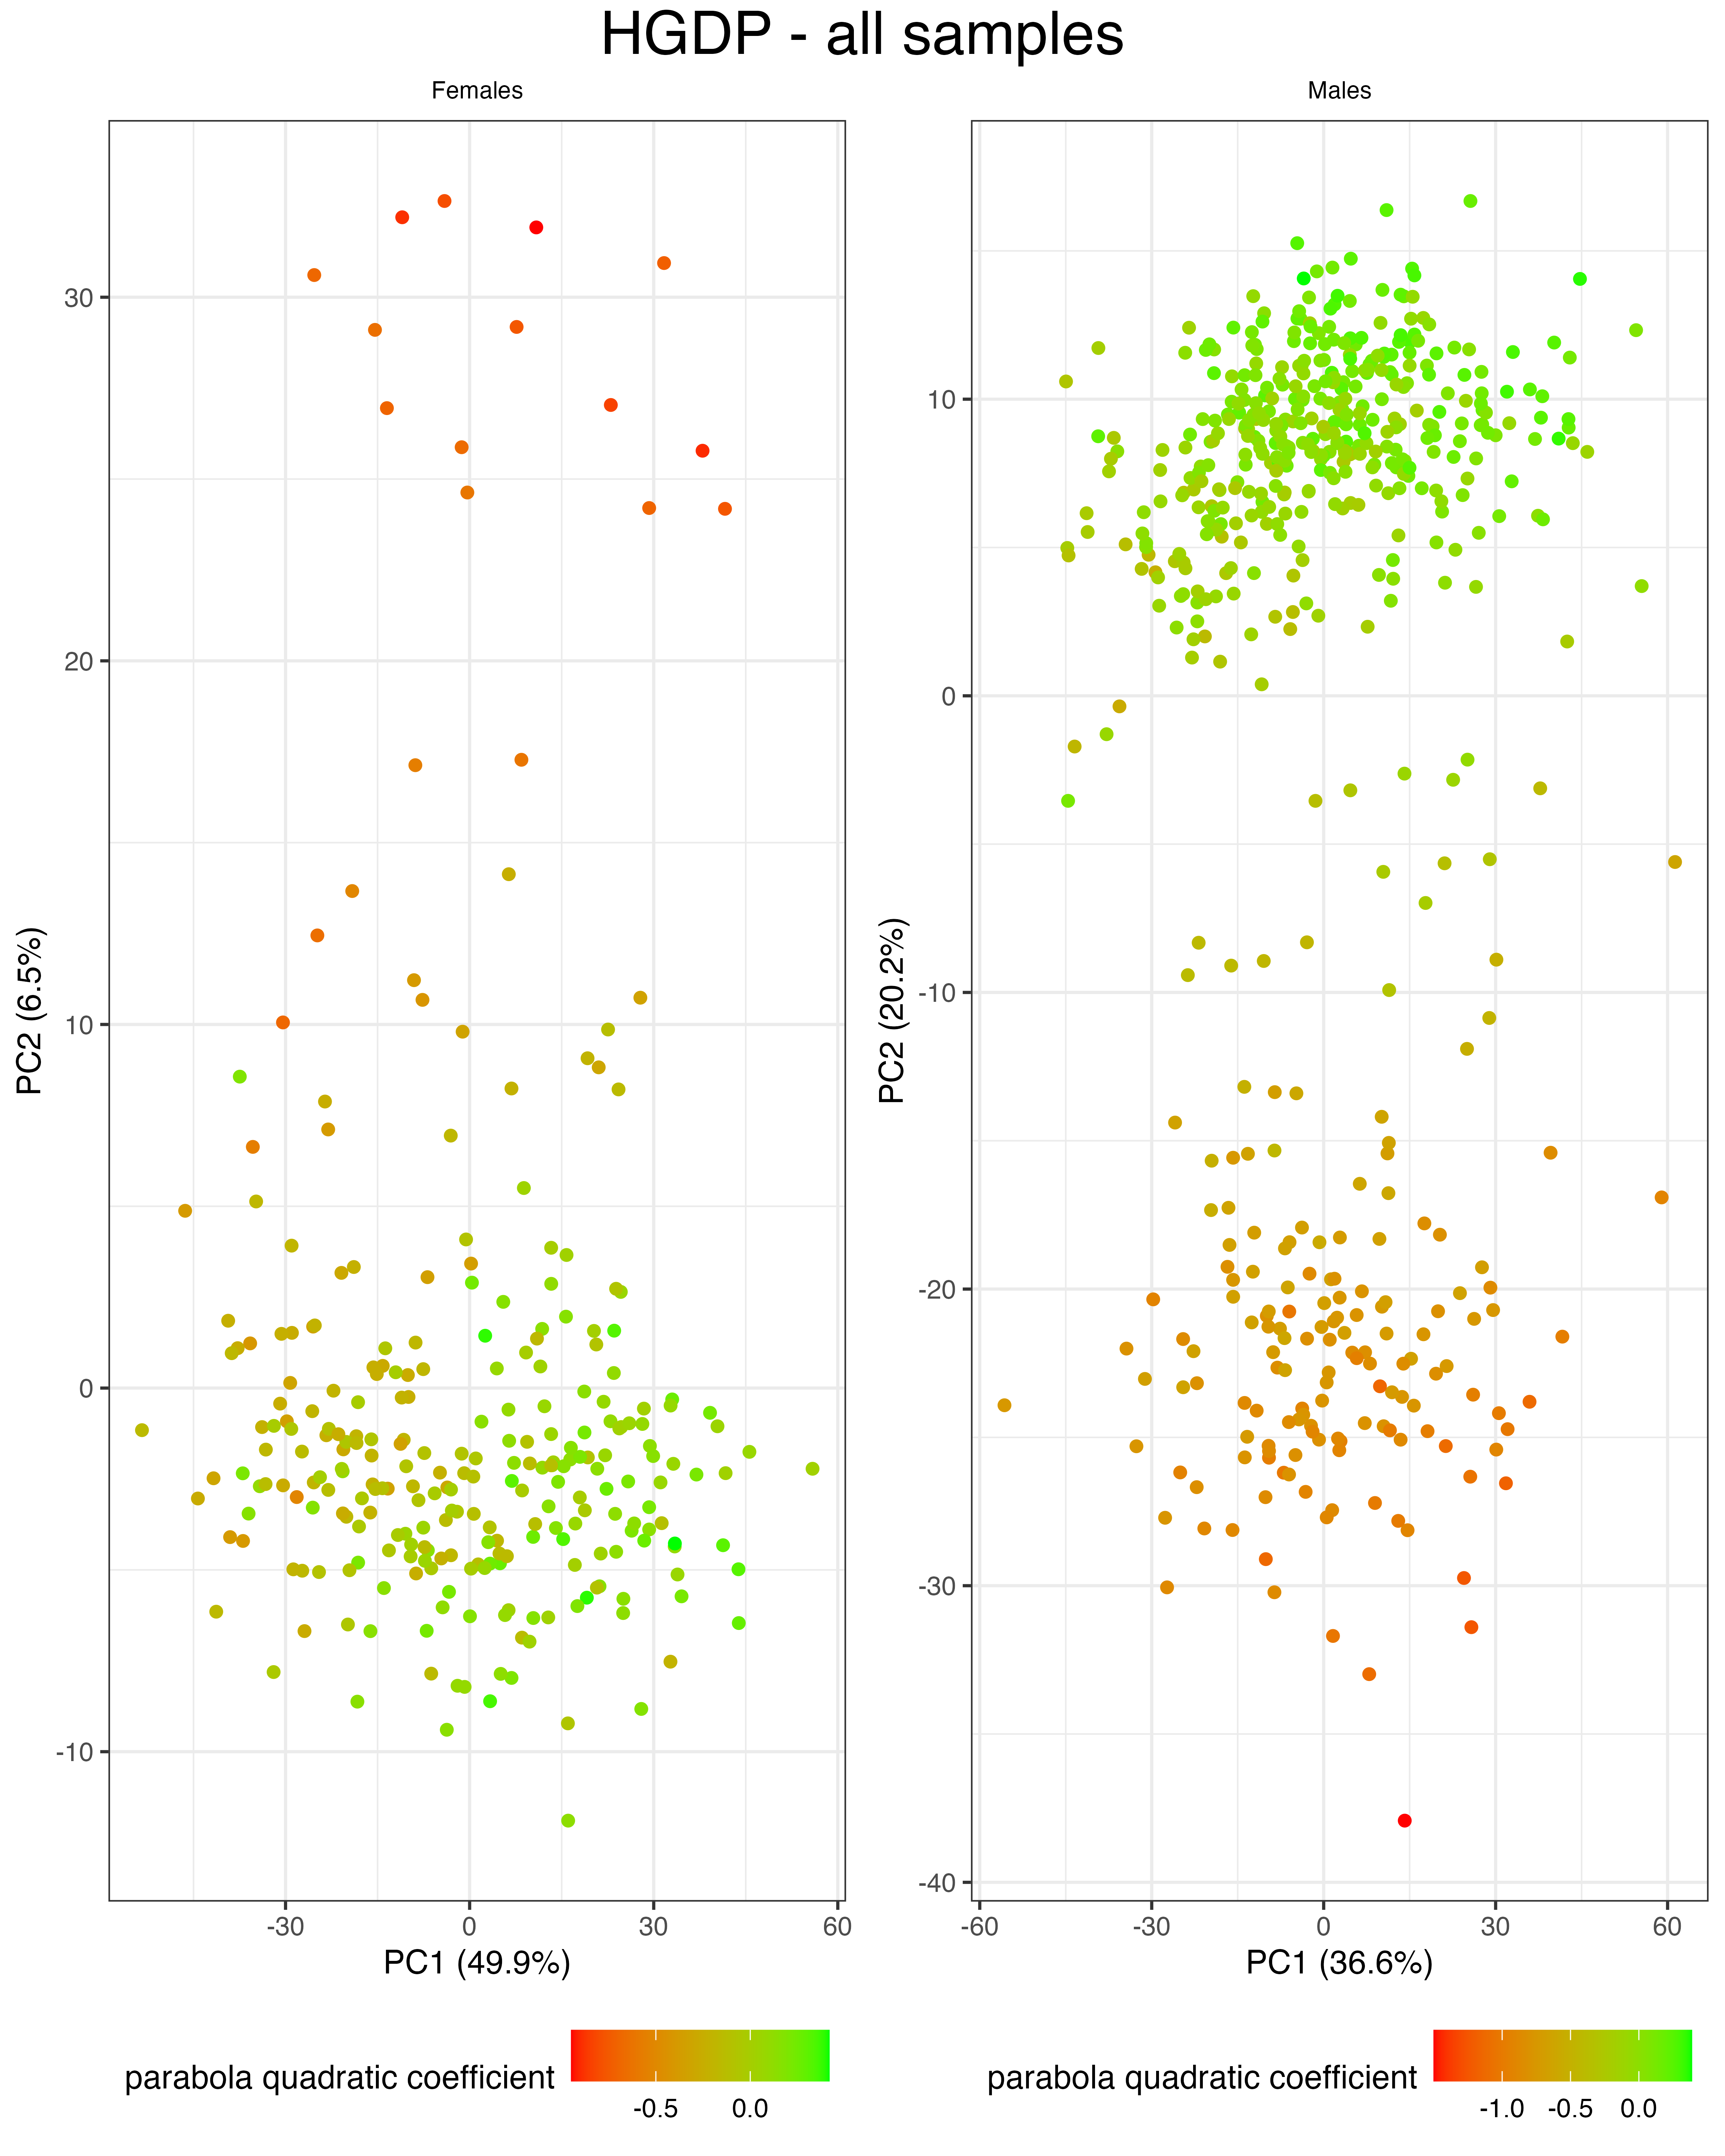 HGDP - all samples
Females
PC2 (6.5%)
30
20
10
0
-10
-30 0 30 60
PC1 (49.9%)
parabola quadratic coefficient
-0.5 0.0
Males
PC2 (20.2%)
10
0
-10
-20
-30
-40
-60 -30 0 30 60
PC1 (36.6%)
parabola quadratic coefficient
-1.0 -0.5 0.0